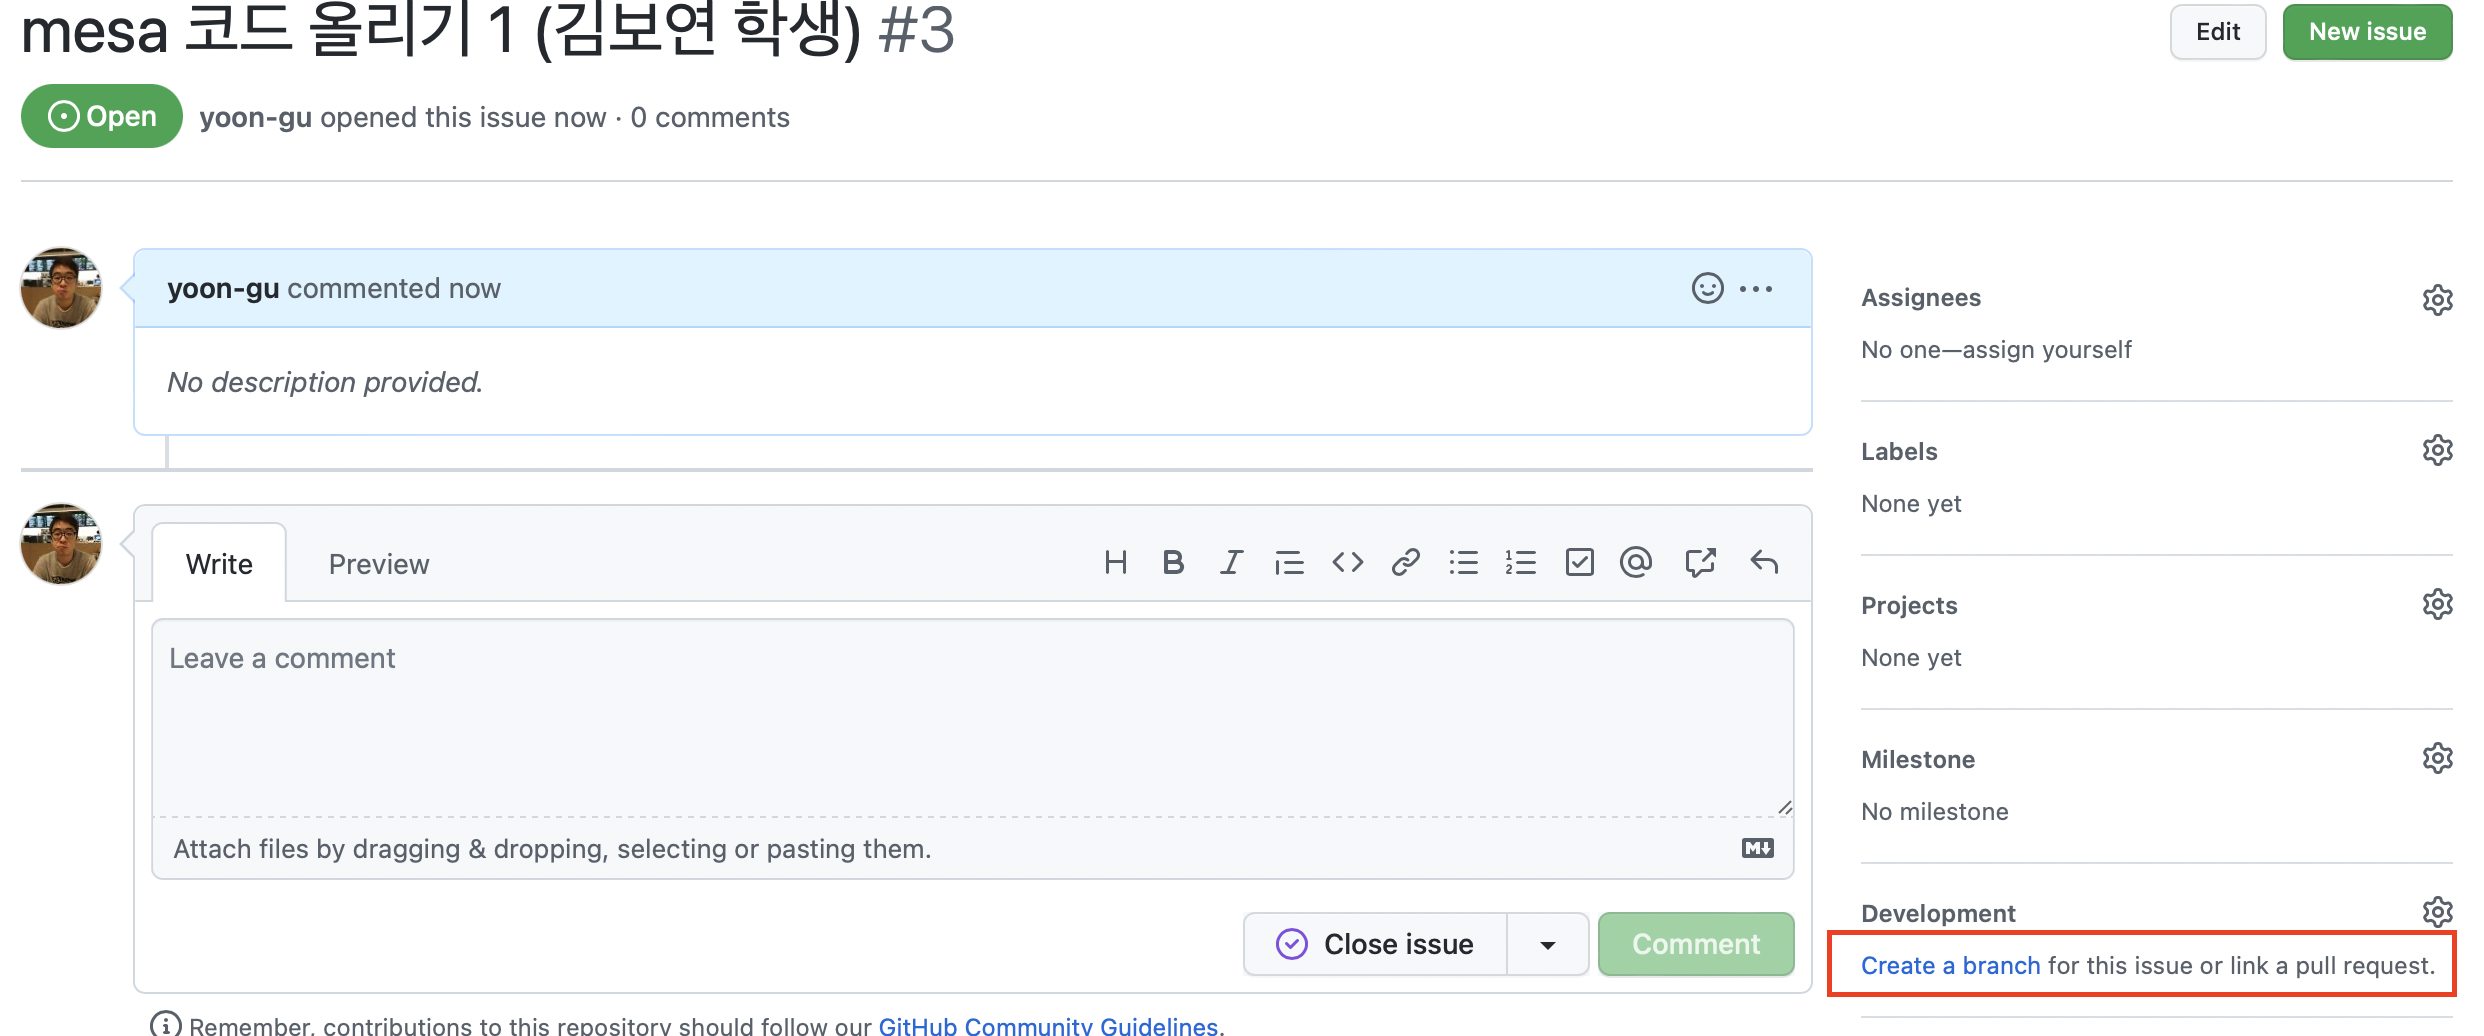 mesa 코드 올리기 1 (김보연 학생) #3
Edit
New issue
Open
yoon-gu opened this issue now · 0 comments
yoon-gu commented now
No description provided.
Assignees
No one—assign yourself
Labels
None yet
Projects
None yet
Milestone
No milestone
Development
Create a branch for this issue or link a pull request.
Write
Preview
Leave a comment
Attach files by dragging & dropping, selecting or pasting them.
Close issue
Comment
Remember, contributions to this repository should follow our GitHub Community Guidelines.